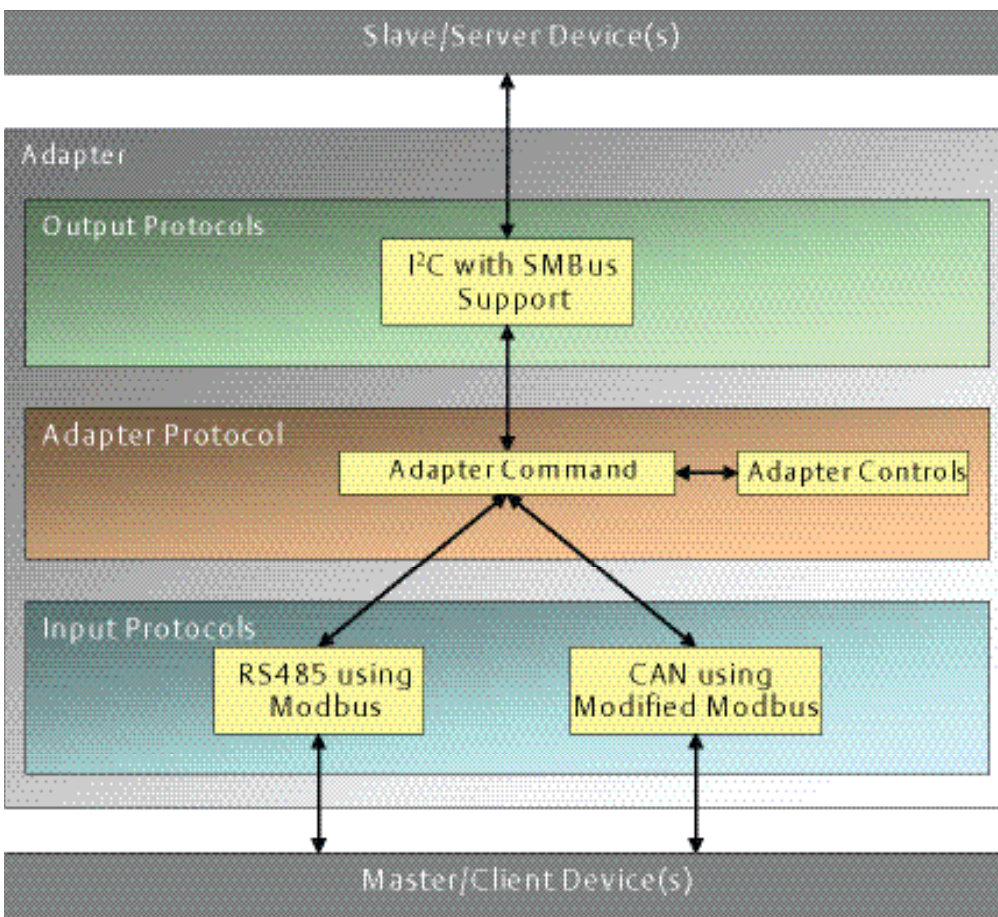 Slave/Server Device(s)
Adapter
Output Protocols
I²C with SMBus
Support
Adapter Protocol
Adapter Command
Adapter Controls
Input Protocols
RS485 using
Modbus
CAN using
Modified Modbus
Master/Client Device(s)